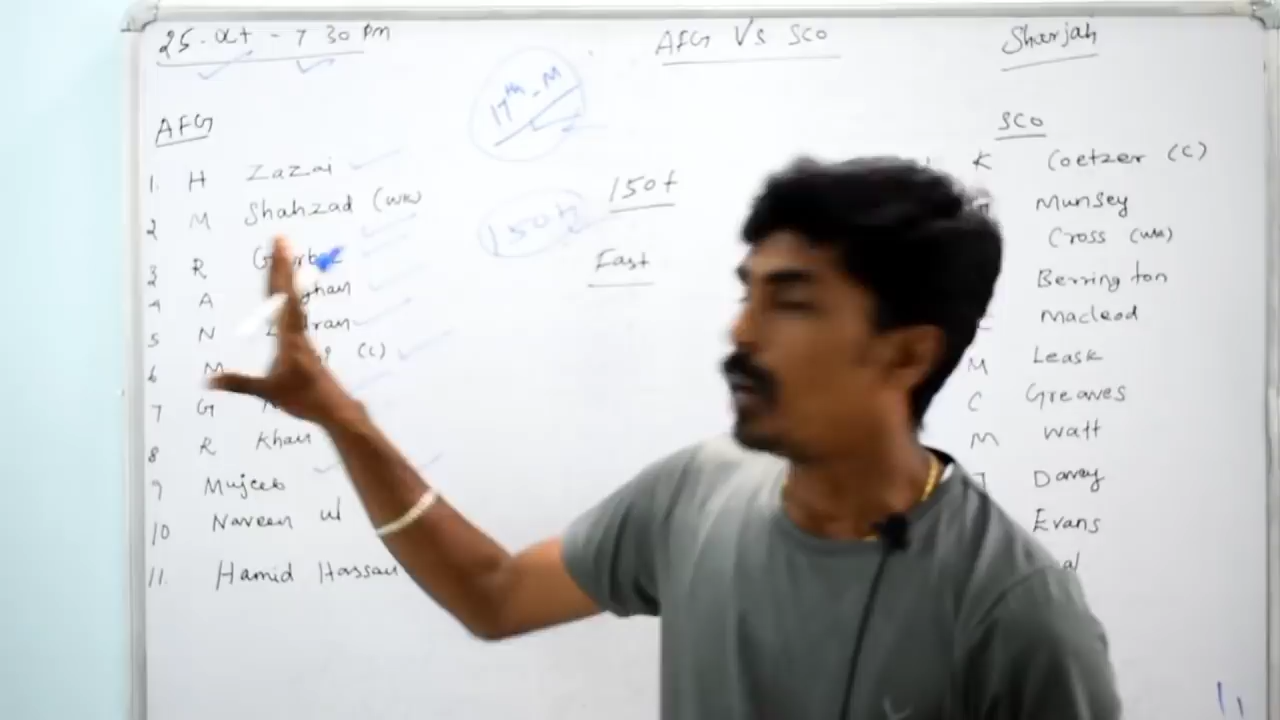 25 - Oct - 7 30 Pm
AFG Vs SCO
Sharjah
17th - M
AFG
1. H Zazai
2 M Shahzad (WK)
3 R
4 A
5 N
6 M (C)
7 G
8 R Khan
9 Mujeeb
10 Naveen ul
11. Hamid Hassan
150+
Fast
SCO
K Coetzer (C)
Munsey
Cross (WK)
Berrington
Macleod
M Leask
C Greaves
M Watt
Davey
Evans